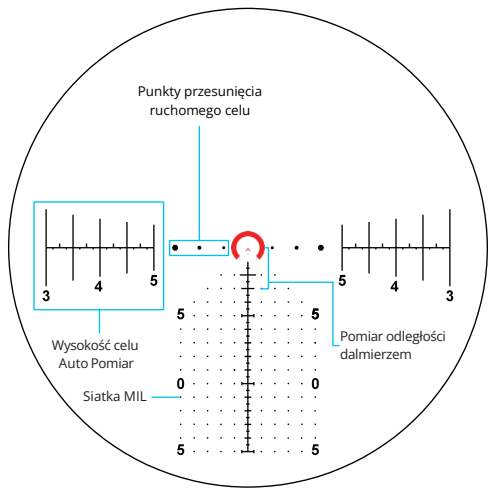 Punkty przesunięcia
ruchomego celu
5
5
4
4
3
3
5
5
Wysokość celu
Auto Pomiar
Pomiar odległości
dalmierzem
0
0
Siatka MIL
5
5